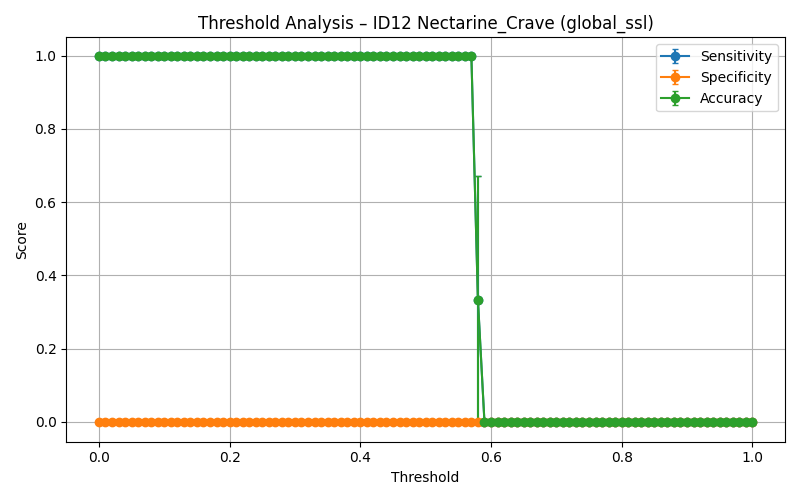 Threshold Analysis – ID12 Nectarine_Crave (global_ssl)
Sensitivity
Specificity
Accuracy
1.0
0.8
0.6
0.4
0.2
0.0
Score
0.0 0.2 0.4 0.6 0.8 1.0
Threshold